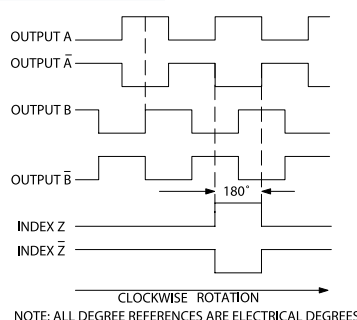 OUTPUT A
OUTPUT A̅
OUTPUT B
OUTPUT B̅
180°
INDEX Z
INDEX Z̅
CLOCKWISE ROTATION
NOTE: ALL DEGREE REFERENCES ARE ELECTRICAL DEGREES